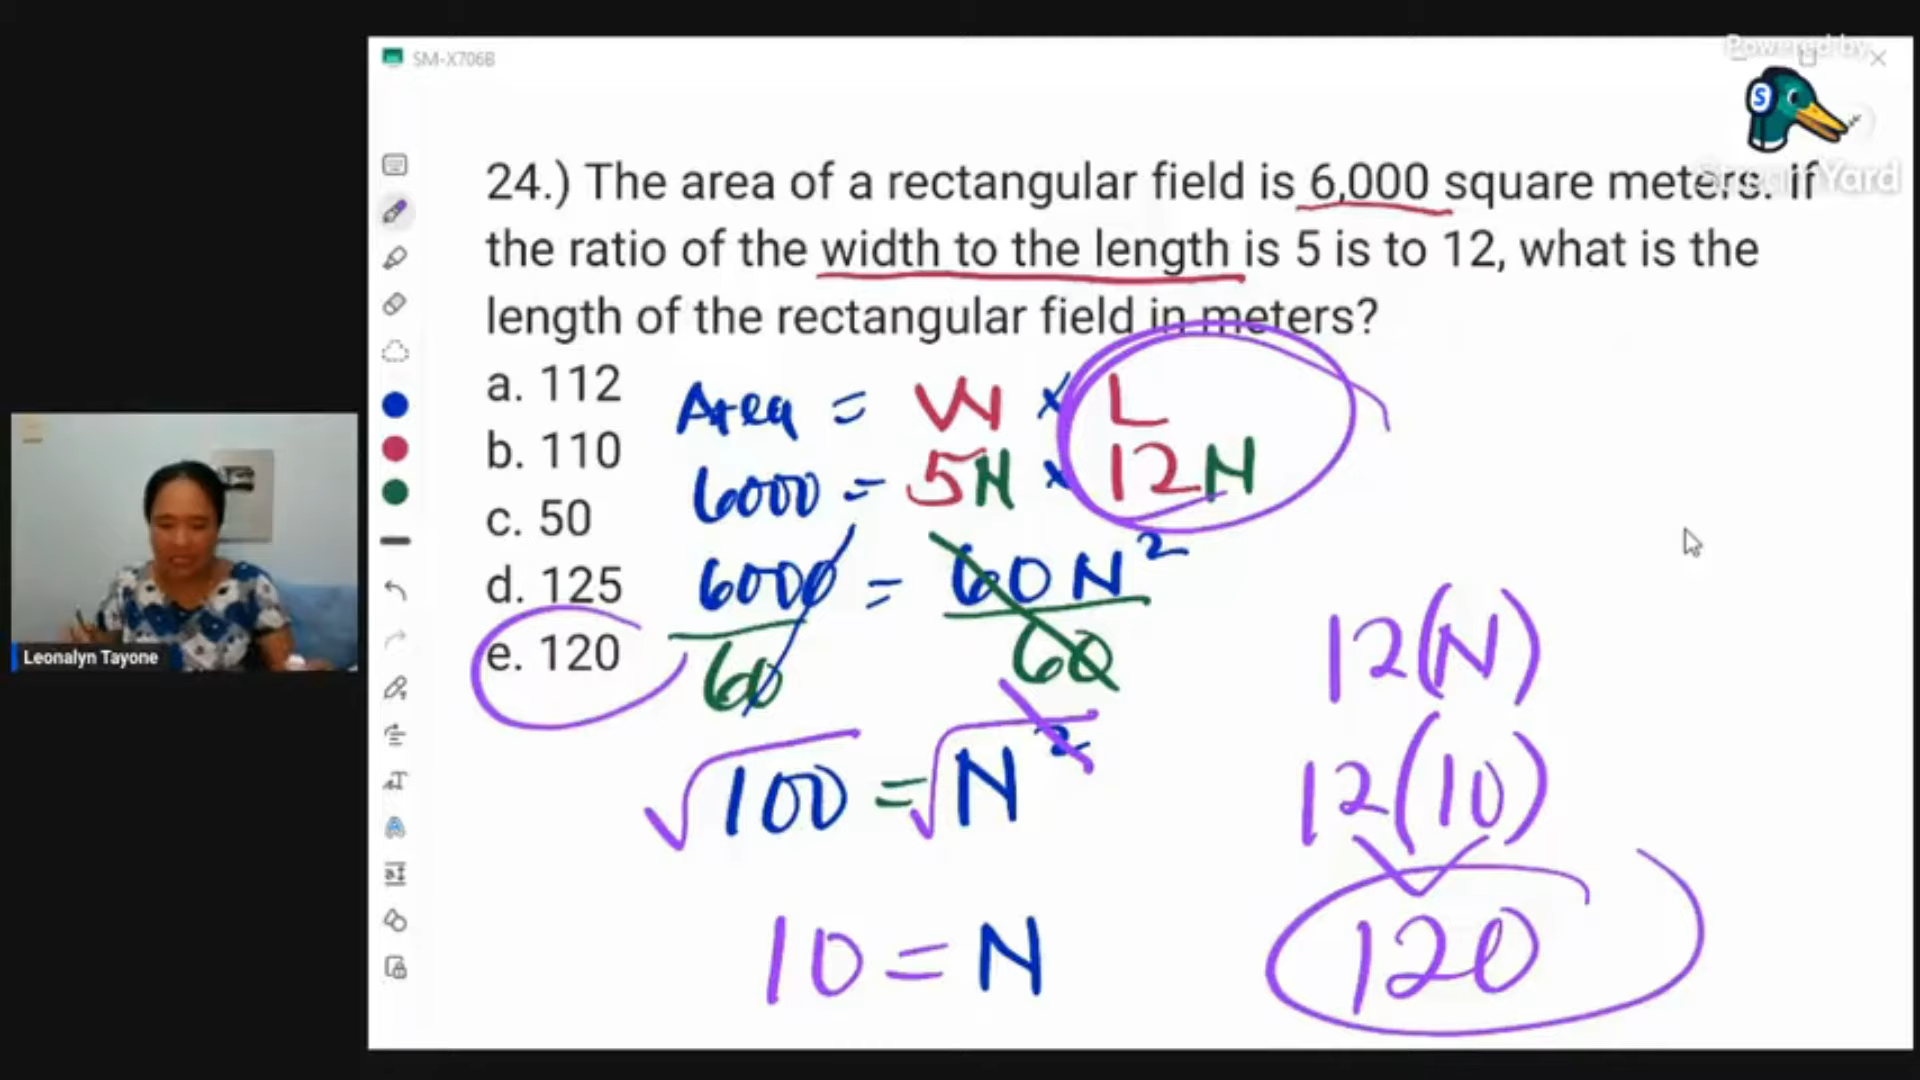 SM-X706B
Powered by
S
StreamYard
24.) The area of a rectangular field is 6,000 square meters. If
the ratio of the width to the length is 5 is to 12, what is the
length of the rectangular field in meters?
a. 112
b. 110
c. 50
d. 125
e. 120
Area = W x L
6000 = 5N x 12N
6000 = 60N²
60 60
√100 = √N²
10 = N
12(N)
12(10)
120
Leonalyn Tayone